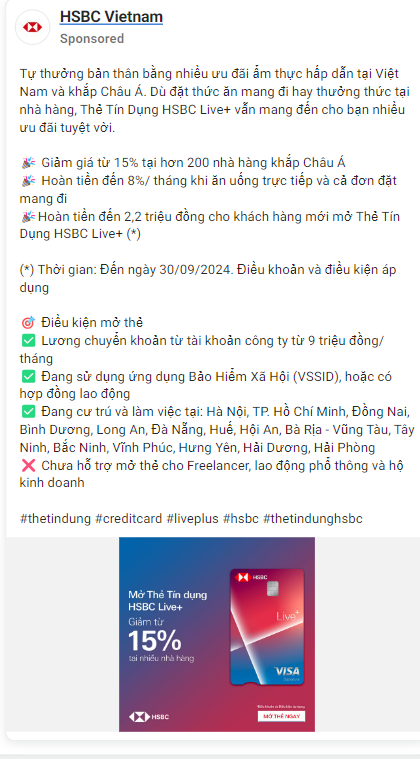 HSBC Vietnam
Sponsored
Tự thưởng bản thân bằng nhiều ưu đãi ẩm thực hấp dẫn tại Việt
Nam và khắp Châu Á. Dù đặt thức ăn mang đi hay thưởng thức tại
nhà hàng, Thẻ Tín Dụng HSBC Live+ vẫn mang đến cho bạn nhiều
ưu đãi tuyệt vời.
🎉 Giảm giá từ 15% tại hơn 200 nhà hàng khắp Châu Á
🎉 Hoàn tiền đến 8%/ tháng khi ăn uống trực tiếp và cả đơn đặt
mang đi
🎉Hoàn tiền đến 2,2 triệu đồng cho khách hàng mới mở Thẻ Tín
Dụng HSBC Live+ (*)
(*) Thời gian: Đến ngày 30/09/2024. Điều khoản và điều kiện áp
dụng
🎯 Điều kiện mở thẻ
✅ Lương chuyển khoản từ tài khoản công ty từ 9 triệu đồng/
tháng
✅ Đang sử dụng ứng dụng Bảo Hiểm Xã Hội (VSSID), hoặc có
hợp đồng lao động
✅ Đang cư trú và làm việc tại: Hà Nội, TP. Hồ Chí Minh, Đồng Nai,
Bình Dương, Long An, Đà Nẵng, Huế, Hội An, Bà Rịa - Vũng Tàu, Tây
Ninh, Bắc Ninh, Vĩnh Phúc, Hưng Yên, Hải Dương, Hải Phòng
❌ Chưa hỗ trợ mở thẻ cho Freelancer, lao động phổ thông và hộ
kinh doanh
#thetindung #creditcard #liveplus #hsbc #thetindunghsbc
Mở Thẻ Tín dụng
HSBC Live+
Giảm từ
15%
tại nhiều nhà hàng
HSBC
Live+
VISA
HSBC
MỞ THẺ NGAY